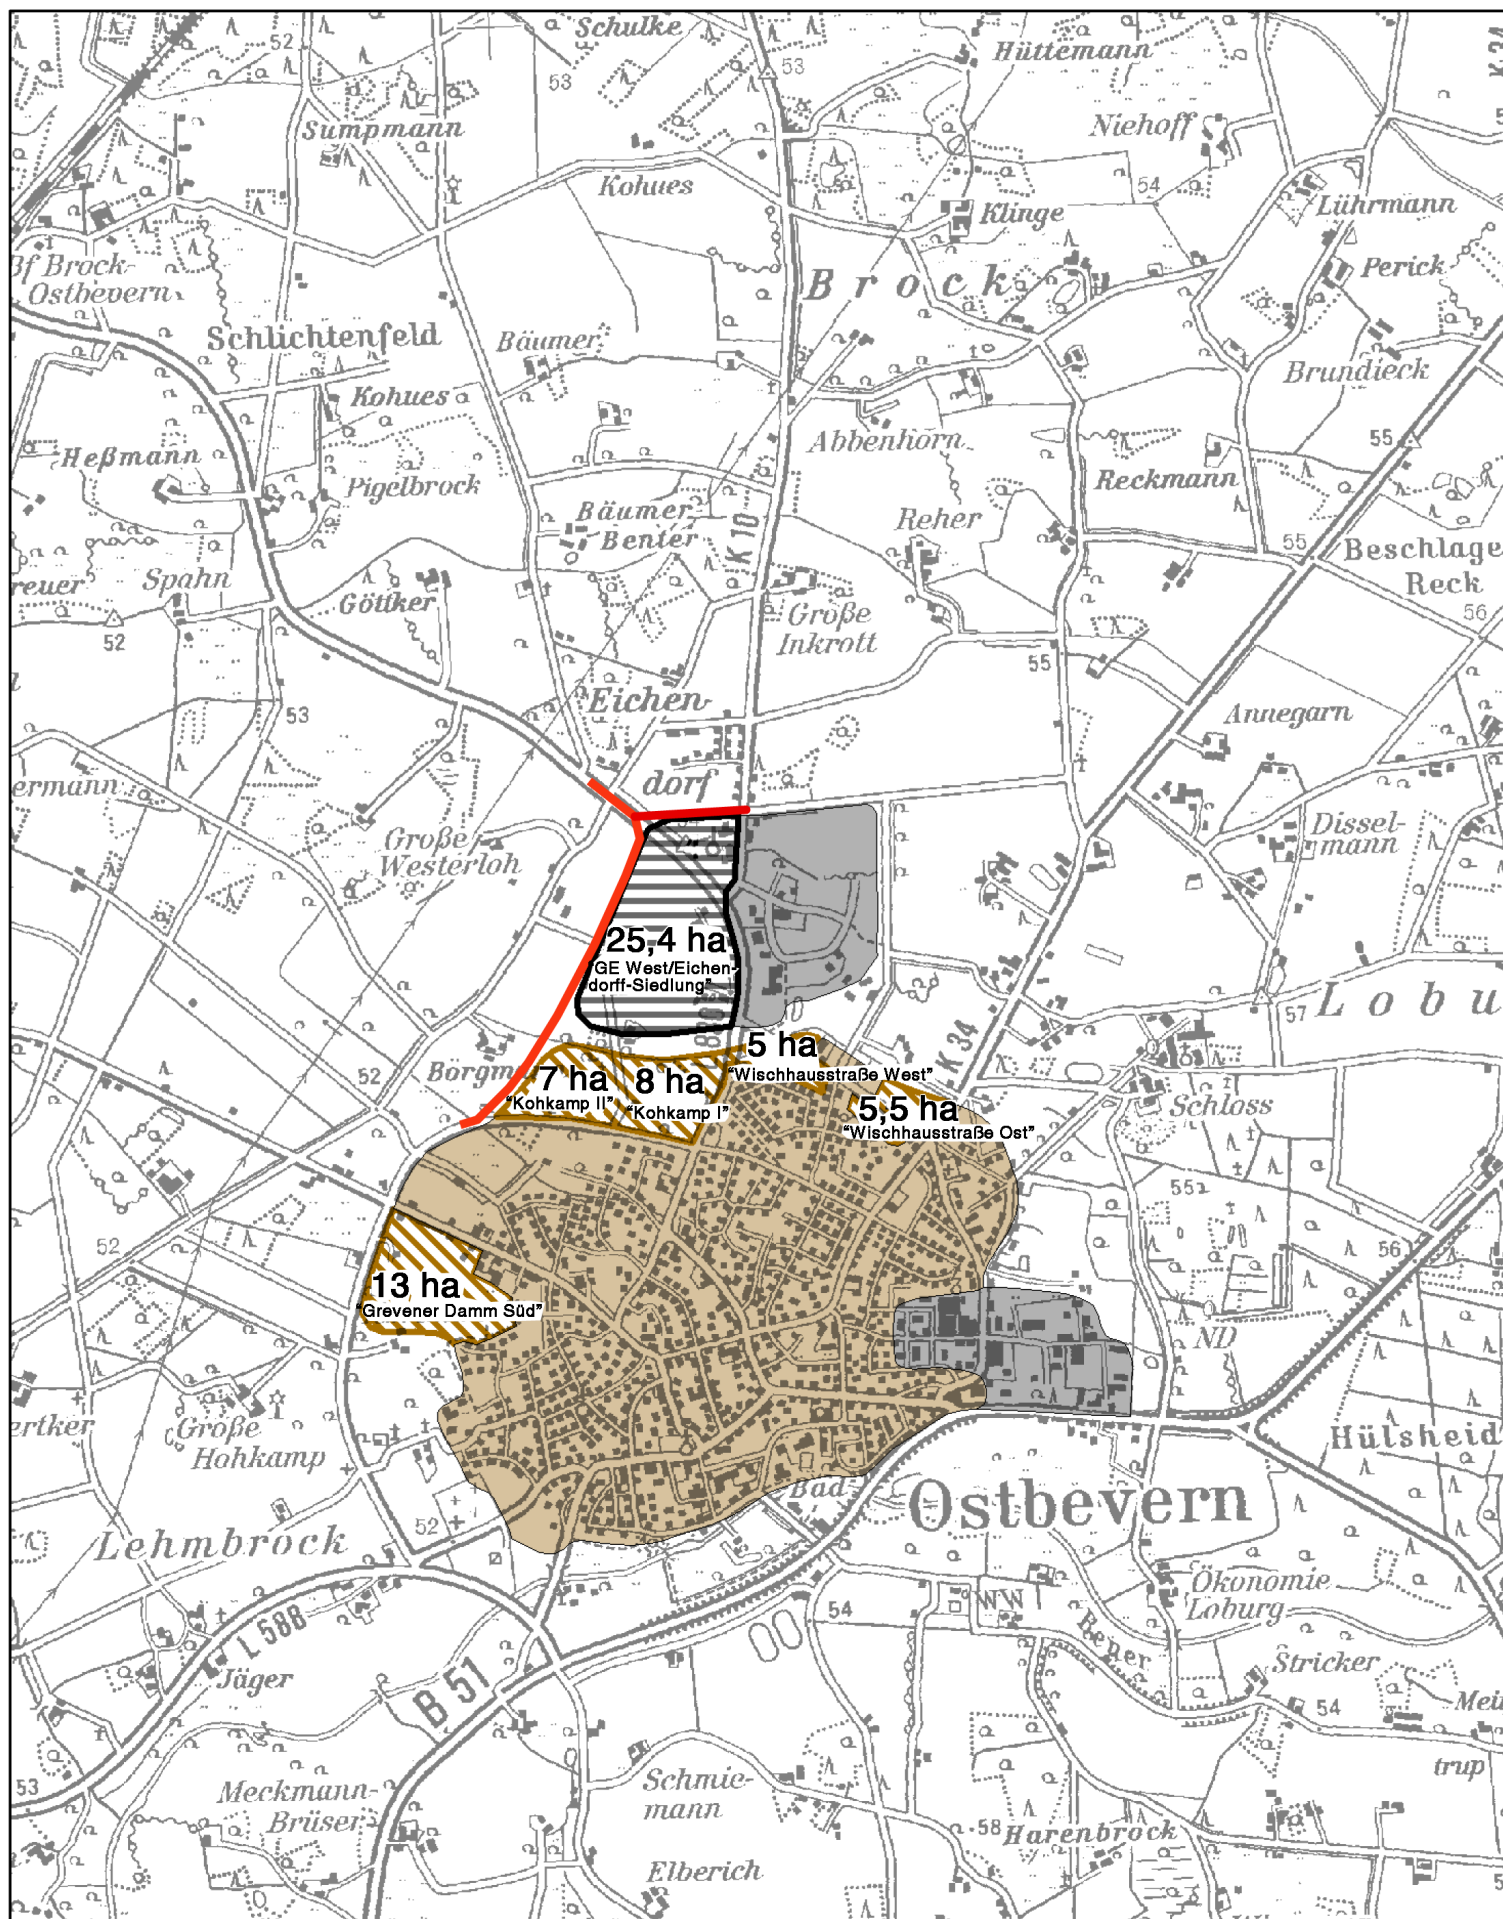 Schulke
52
53
53
Hüttemann
Sumpmann
Niehoff
Kohues
54
Klinge
Lührmann
Bf Brock-
Ostbevern
Brock
Perick
Schlichtenfeld
Bäumer
Brundieck
Kohues
Abbenhorn
55
Heßmann
Pigelbrock
Reckmann
Bäumer
Benter
K 10
Reher
55
Beschlage
Reck
Spahn
Göttker
Große
Inkrott
56
52
55
Eichen-
dorf
53
Annegarn
Große
Westerloh
Dissel-
mann
25,4 ha
"GE West/Eichen-
dorff-Siedlung"
57
Lobu
K 34
5 ha
"Wischhausstraße West"
52
7 ha
"Kohkamp II"
8 ha
"Kohkamp I"
5,5 ha
"Wischhausstraße Ost"
Schloss
55
52
56
13 ha
"Grevener Damm Süd"
ND
Große
Hohkamp
Hülsheid
Bad
Ostbevern
52
Lehmbrock
Ökonomie
Loburg
54
WW
L 588
Bever
Jäger
B 51
Stricker
54
53
Meckmann-
Brüser
Schmie-
mann
trup
58
Harenbrock
Elberich